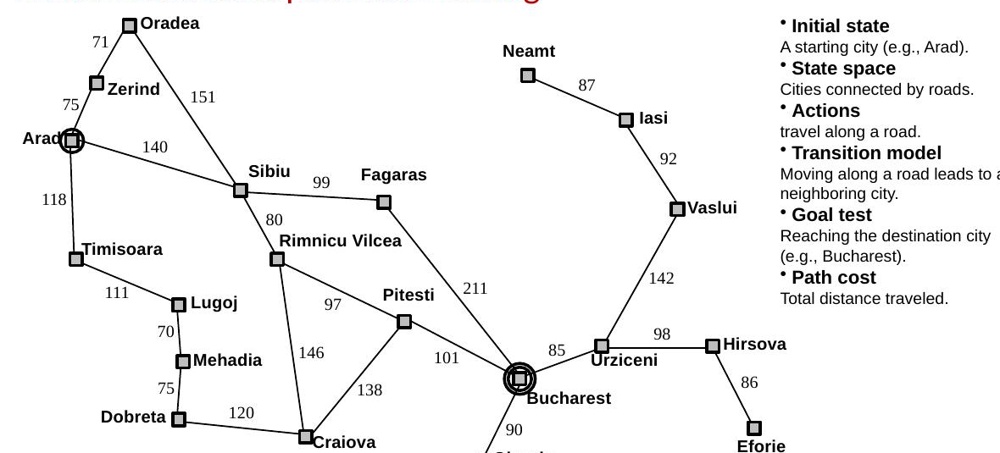 Oradea
71
Neamt
87
Zerind
151
75
Iasi
Arad
140
92
Sibiu
99
Fagaras
118
Vaslui
80
Rimnicu Vilcea
Timisoara
142
211
111
Lugoj
97
Pitesti
70
98
Hirsova
146
101
85
Urziceni
Mehadia
86
75
138
Bucharest
Dobreta
120
90
Craiova
Eforie
• Initial state
A starting city (e.g., Arad).
• State space
Cities connected by roads.
• Actions
travel along a road.
• Transition model
Moving along a road leads to a
neighboring city.
• Goal test
Reaching the destination city
(e.g., Bucharest).
• Path cost
Total distance traveled.